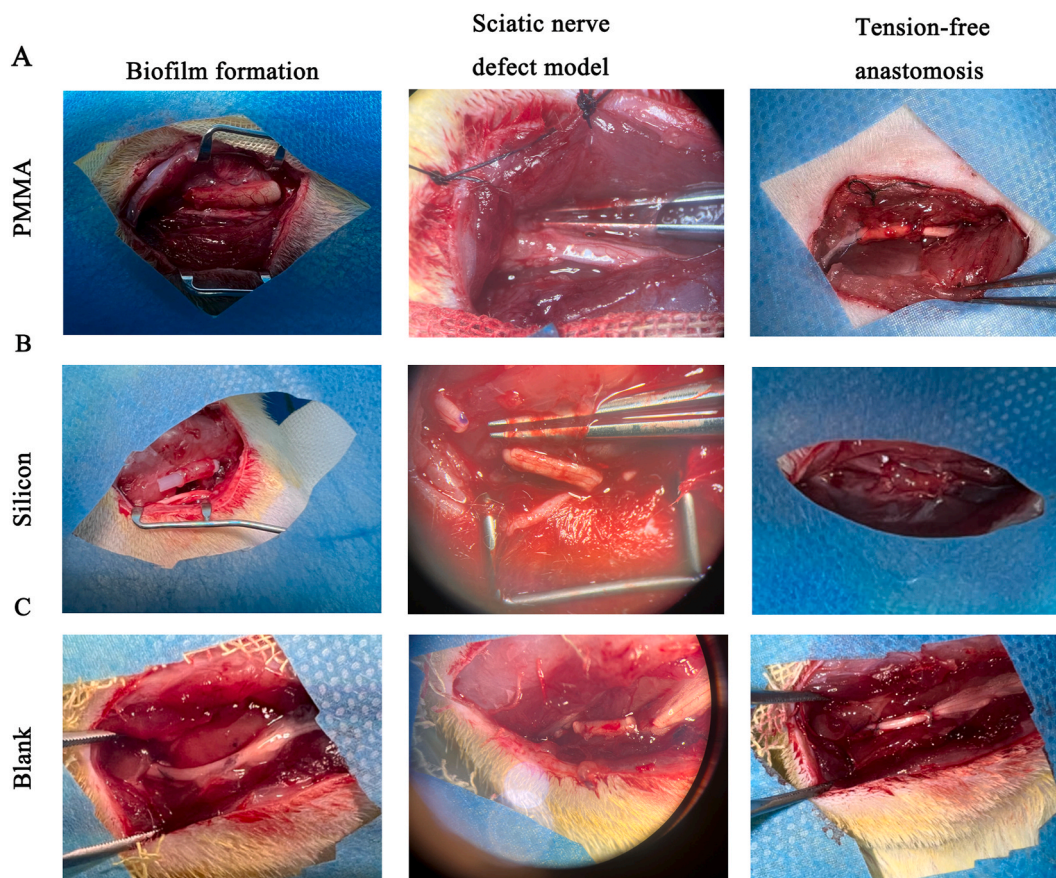 A
Biofilm formation
Sciatic nerve
defect model
Tension-free
anastomosis
PMMA
B
Silicon
C
Blank